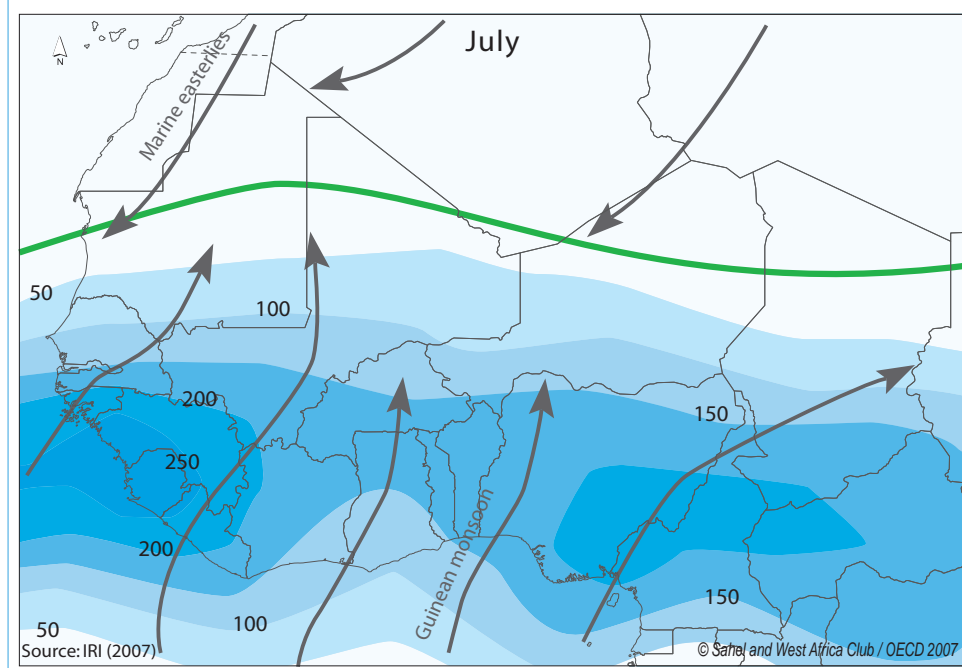 July
N
Marine easterlies
50
100
200
150
250
200
Guinean monsoon
150
100
50
Source: IRI (2007)
© Sahel and West Africa Club / OECD 2007